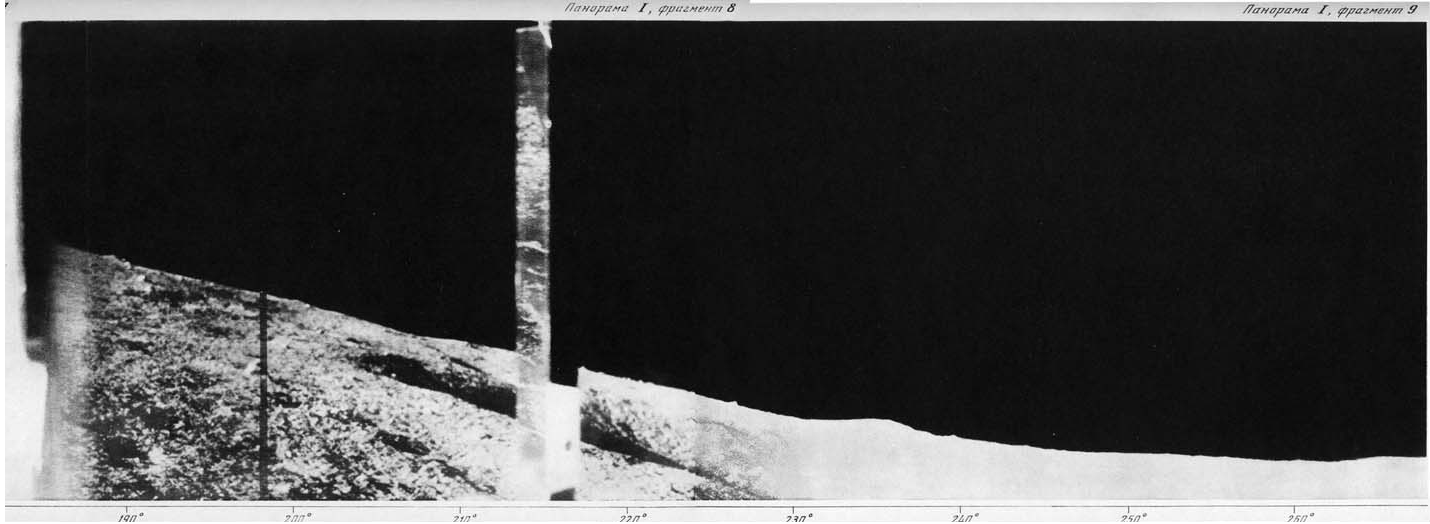 Панорама I, фрагмент 8
Панорама I, фрагмент 9
190° 200° 210° 220° 230° 240° 250° 260°